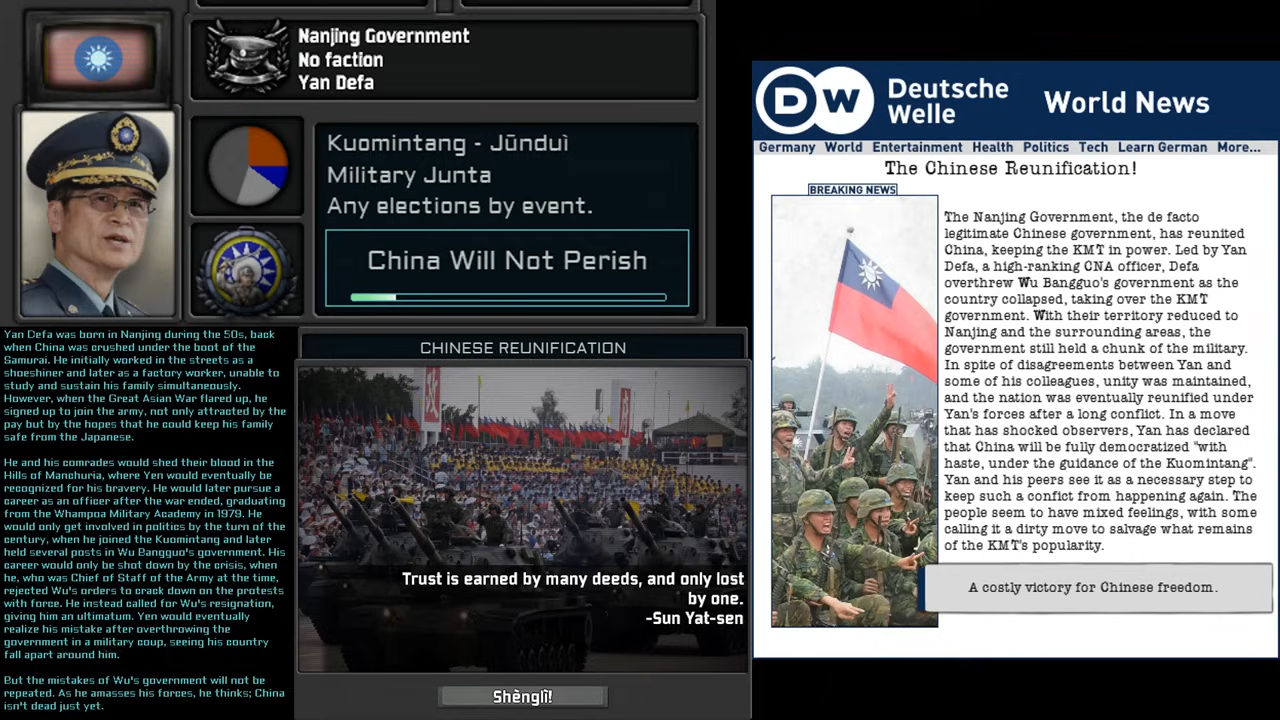 Nanjing Government
No faction
Yan Defa
Kuomintang - Jūnduì
Military Junta
Any elections by event.
China Will Not Perish
Yan Defa was born in Nanjing during the 50s, back
when China was crushed under the boot of the
Samurai. He initially worked in the streets as a
shoeshiner and later as a factory worker, unable to
study and sustain his family simultaneously.
However, when the Great Asian War flared up, he
signed up to join the army, not only attracted by the
pay but by the hopes that he could keep his family
safe from the Japanese.
He and his comrades would shed their blood in the
Hills of Manchuria, where Yen would eventually be
recognized for his bravery. He would later pursue a
career as an officer after the war ended, graduating
from the Whampoa Military Academy in 1979. He
would only get involved in politics by the turn of the
century, when he joined the Kuomintang and later
held several posts in Wu Bangguo's government. His
career would only be shot down by the crisis, when
he, who was Chief of Staff of the Army at the time,
rejected Wu's orders to crack down on the protests
with force. He instead called for Wu's resignation,
giving him an ultimatum. Yen would eventually
realize his mistake after overthrowing the
government in a military coup, seeing his country
fall apart around him.
But the mistakes of Wu's government will not be
repeated. As he amasses his forces, he thinks; China
isn't dead just yet.
CHINESE REUNIFICATION
Trust is earned by many deeds, and only lost
by one.
-Sun Yat-sen
Shènglì!
DW Deutsche
Welle
World News
Germany World Entertainment Health Politics Tech Learn German More...
The Chinese Reunification!
BREAKING NEWS
The Nanjing Government, the de facto
legitimate Chinese government, has reunited
China, keeping the KMT in power. Led by Yan
Defa, a high-ranking CNA officer, Defa
overthrew Wu Bangguo's government as the
country collapsed, taking over the KMT
government. With their territory reduced to
Nanjing and the surrounding areas, the
government still held a chunk of the military.
In spite of disagreements between Yan and
some of his colleagues, unity was maintained,
and the nation was eventually reunified under
Yan's forces after a long conflict. In a move
that has shocked observers, Yan has declared
that China will be fully democratized "with
haste, under the guidance of the Kuomintang".
Yan and his peers see it as a necessary step to
keep such a confict from happening again. The
people seem to have mixed feelings, with some
calling it a dirty move to salvage what remains
of the KMT's popularity.
A costly victory for Chinese freedom.